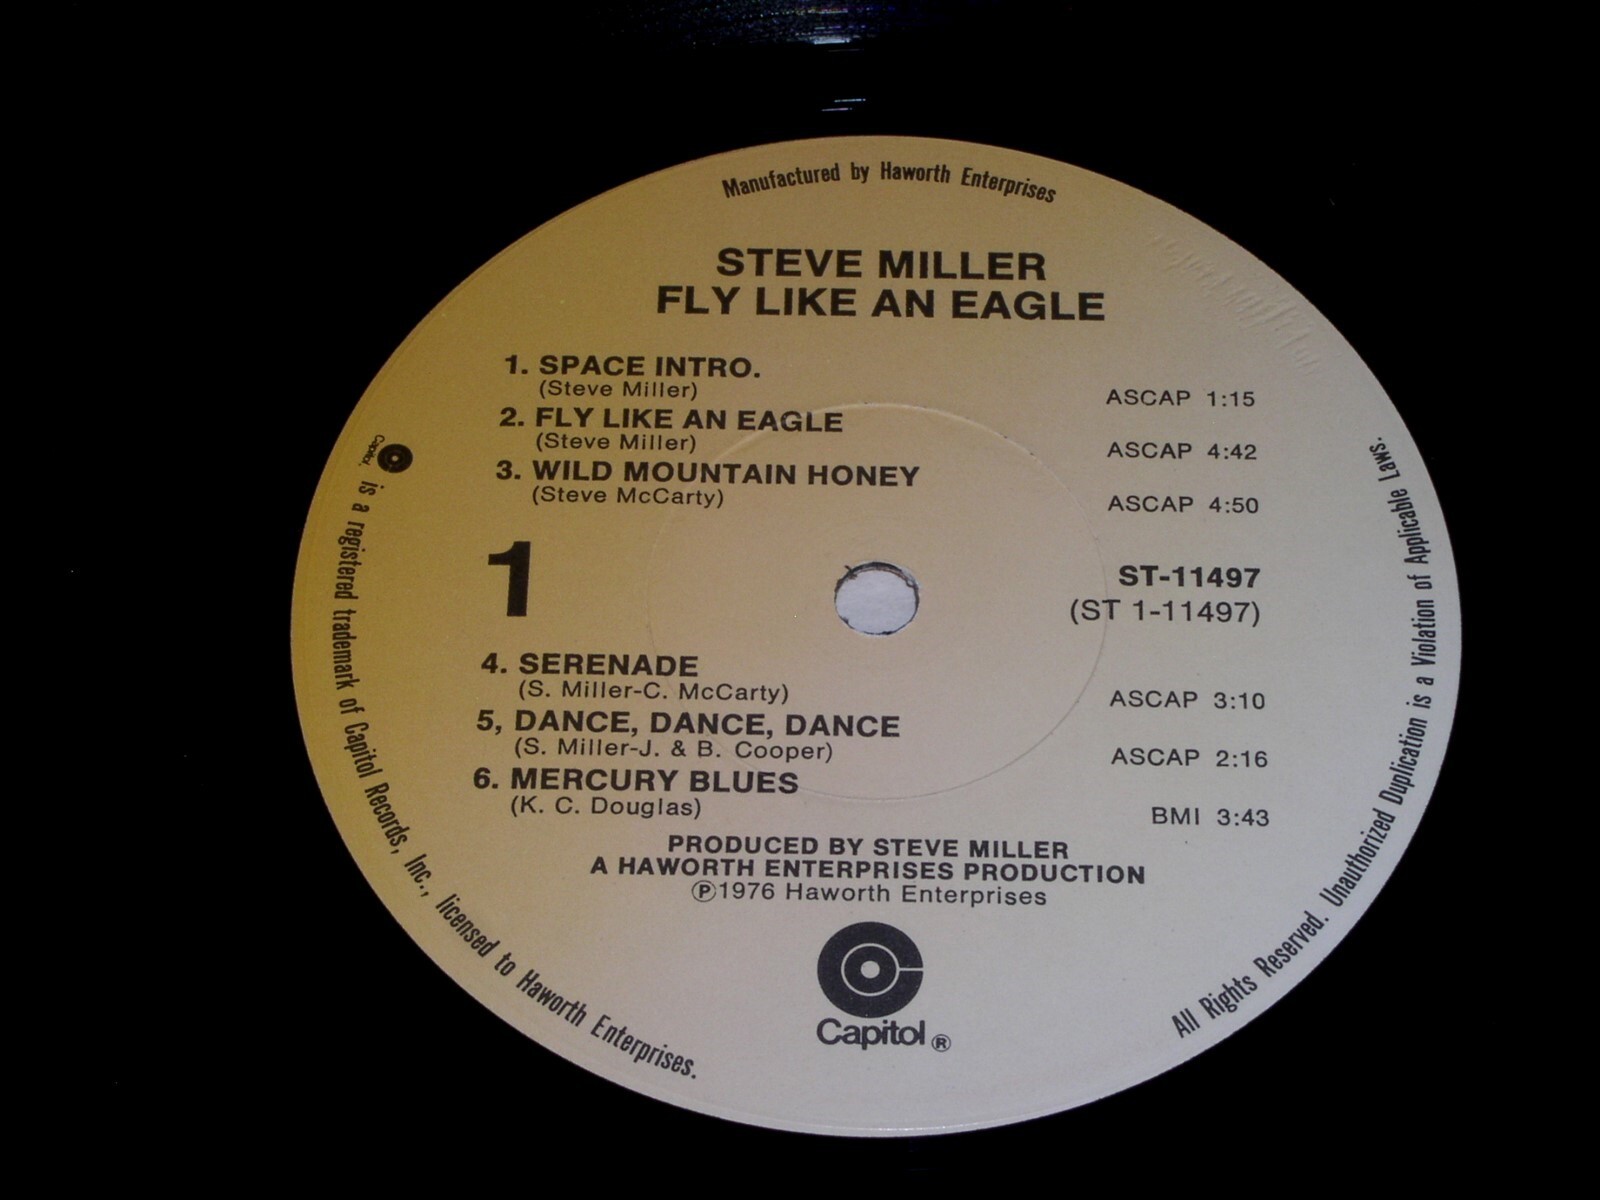 Manufactured by Haworth Enterprises
STEVE MILLER
FLY LIKE AN EAGLE
1. SPACE INTRO.
(Steve Miller)
ASCAP 1:15
2. FLY LIKE AN EAGLE
(Steve Miller)
ASCAP 4:42
3. WILD MOUNTAIN HONEY
(Steve McCarty)
ASCAP 4:50
1
ST-11497
(ST 1-11497)
4. SERENADE
(S. Miller-C. McCarty)
ASCAP 3:10
5, DANCE, DANCE, DANCE
(S. Miller-J. & B. Cooper)
ASCAP 2:16
6. MERCURY BLUES
(K. C. Douglas)
BMI 3:43
PRODUCED BY STEVE MILLER
A HAWORTH ENTERPRISES PRODUCTION
Ⓟ1976 Haworth Enterprises
Capitol ®
Capitol, is a registered trademark of Capitol Records, Inc., licensed to Haworth Enterprises.
All Rights Reserved. Unauthorized Duplication is a Violation of Applicable Laws.